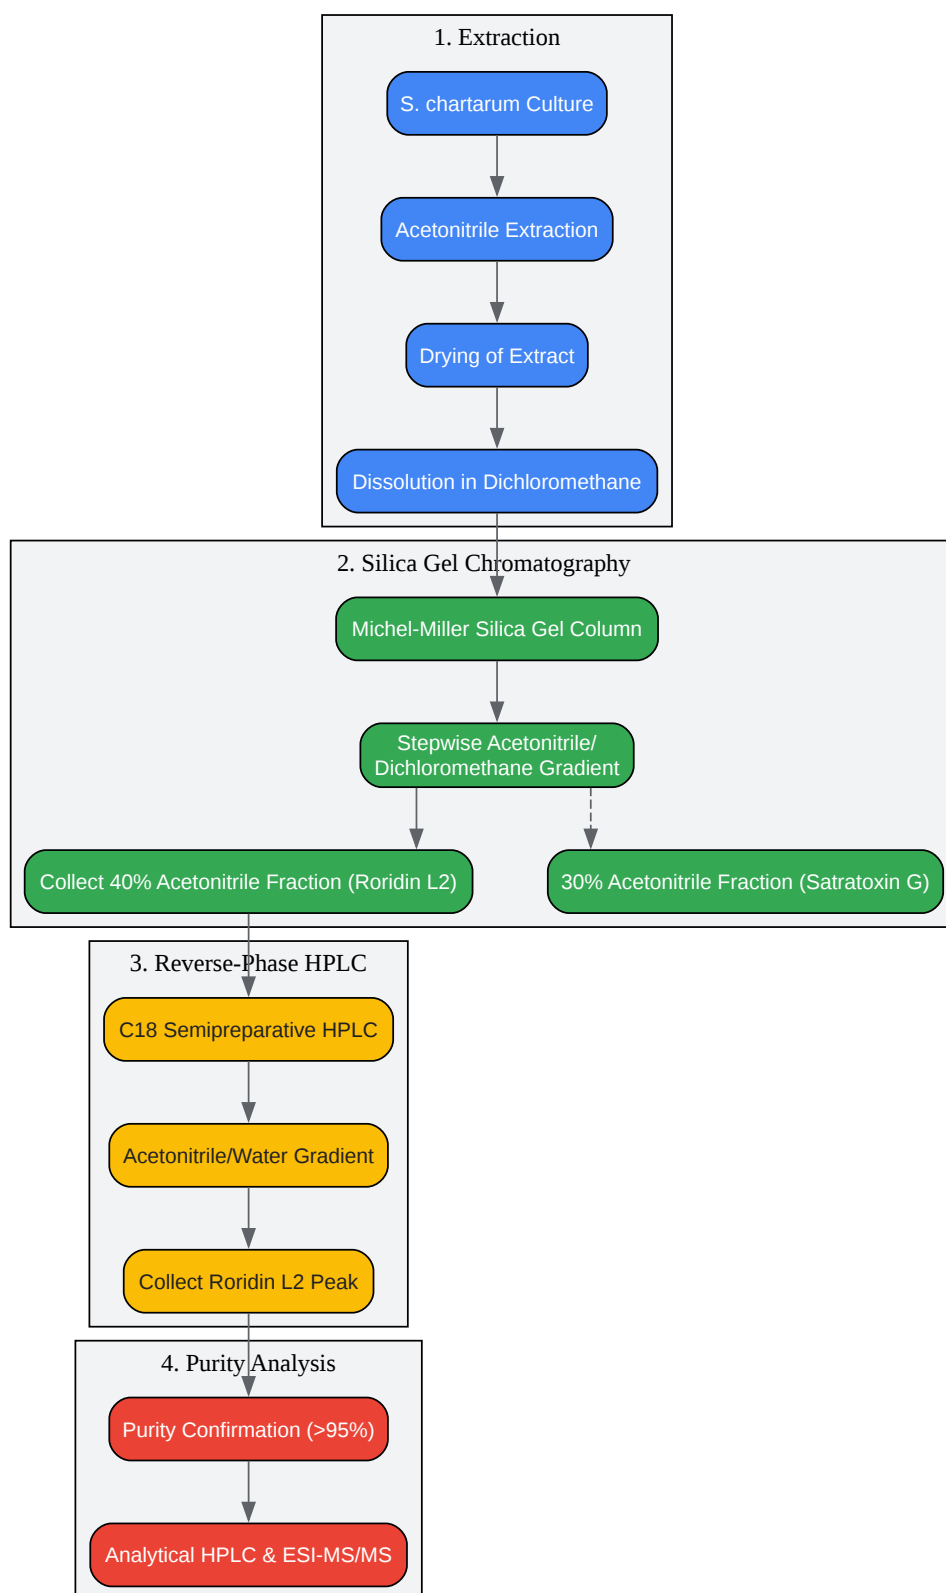 1. Extraction
S. chartarum Culture
Acetonitrile Extraction
Drying of Extract
Dissolution in Dichloromethane
2. Silica Gel Chromatography
Michel-Miller Silica Gel Column
Stepwise Acetonitrile/
Dichloromethane Gradient
Collect 40% Acetonitrile Fraction (Roridin L2)
30% Acetonitrile Fraction (Satratoxin G)
3. Reverse-Phase HPLC
C18 Semipreparative HPLC
Acetonitrile/Water Gradient
Collect Roridin L2 Peak
4. Purity Analysis
Purity Confirmation (>95%)
Analytical HPLC & ESI-MS/MS